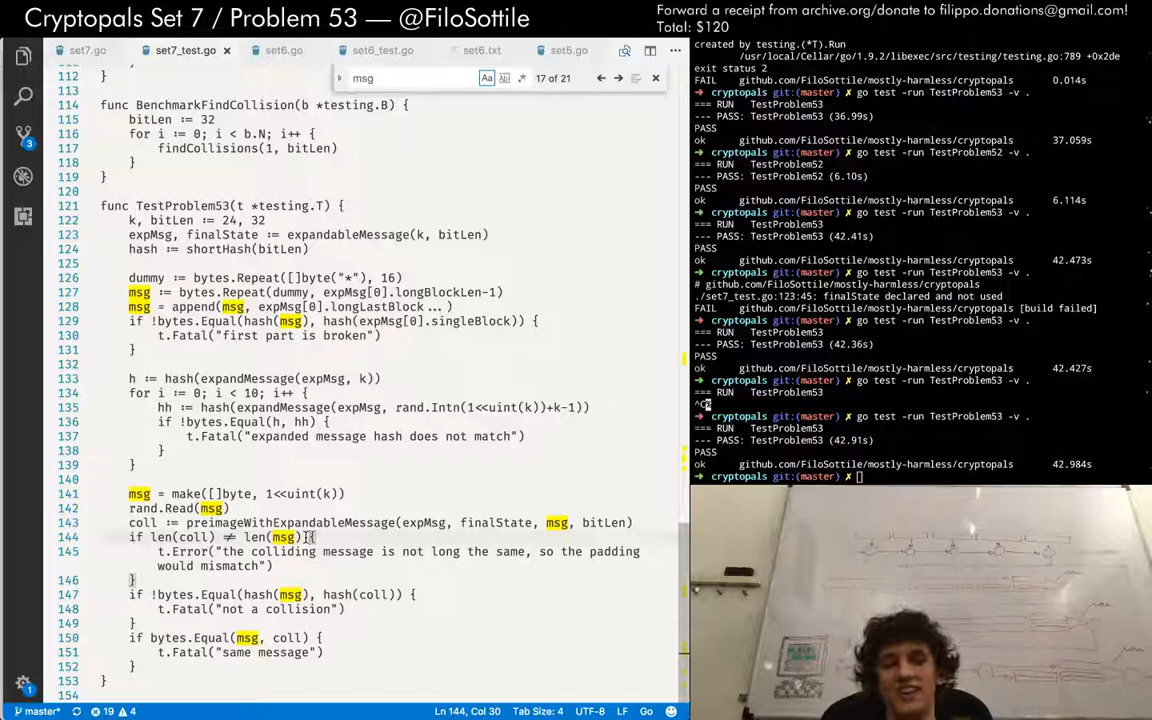 Cryptopals Set 7 / Problem 53 — @FiloSottile
Forward a receipt from archive.org/donate to filippo.donations@gmail.com!
Total: $120
set7.go
set7_test.go
set6.go
set6_test.go
set6.txt
set5.go
msg
Aa
17 of 21
112 }
113
114 func BenchmarkFindCollision(b *testing.B) {
115 bitLen := 32
116 for i := 0; i < b.N; i++ {
117 findCollisions(1, bitLen)
118 }
119 }
120
121 func TestProblem53(t *testing.T) {
122 k, bitLen := 24, 32
123 expMsg, finalState := expandableMessage(k, bitLen)
124 hash := shortHash(bitLen)
125
126 dummy := bytes.Repeat([]byte("*"), 16)
127 msg := bytes.Repeat(dummy, expMsg[0].longBlockLen-1)
128 msg = append(msg, expMsg[0].longLastBlock...)
129 if !bytes.Equal(hash(msg), hash(expMsg[0].singleBlock)) {
130 t.Fatal("first part is broken")
131 }
132
133 h := hash(expandMessage(expMsg, k))
134 for i := 0; i < 10; i++ {
135 hh := hash(expandMessage(expMsg, rand.Intn(1<<uint(k))+k-1))
136 if !bytes.Equal(h, hh) {
137 t.Fatal("expanded message hash does not match")
138 }
139 }
140
141 msg = make([]byte, 1<<uint(k))
142 rand.Read(msg)
143 coll := preimageWithExpandableMessage(expMsg, finalState, msg, bitLen)
144 if len(coll) ≠ len(msg) {
145 t.Error("the colliding message is not long the same, so the padding
would mismatch")
146 }
147 if !bytes.Equal(hash(msg), hash(coll)) {
148 t.Fatal("not a collision")
149 }
150 if bytes.Equal(msg, coll) {
151 t.Fatal("same message")
152 }
153 }
154
3
1
master*
19
4
Ln 144, Col 30
Tab Size: 4
UTF-8
LF
Go
created by testing.(*T).Run
/usr/local/Cellar/go/1.9.2/libexec/src/testing/testing.go:789 +0x2de
exit status 2
FAIL github.com/FiloSottile/mostly-harmless/cryptopals 0.014s
➜ cryptopals git:(master) ✗ go test -run TestProblem53 -v .
=== RUN TestProblem53
--- PASS: TestProblem53 (36.99s)
PASS
ok github.com/FiloSottile/mostly-harmless/cryptopals 37.059s
➜ cryptopals git:(master) ✗ go test -run TestProblem52 -v .
=== RUN TestProblem52
--- PASS: TestProblem52 (6.10s)
PASS
ok github.com/FiloSottile/mostly-harmless/cryptopals 6.114s
➜ cryptopals git:(master) ✗ go test -run TestProblem53 -v .
=== RUN TestProblem53
--- PASS: TestProblem53 (42.41s)
PASS
ok github.com/FiloSottile/mostly-harmless/cryptopals 42.473s
➜ cryptopals git:(master) ✗ go test -run TestProblem53 -v .
# github.com/FiloSottile/mostly-harmless/cryptopals
./set7_test.go:123:45: finalState declared and not used
FAIL github.com/FiloSottile/mostly-harmless/cryptopals [build failed]
➜ cryptopals git:(master) ✗ go test -run TestProblem53 -v .
=== RUN TestProblem53
--- PASS: TestProblem53 (42.36s)
PASS
ok github.com/FiloSottile/mostly-harmless/cryptopals 42.427s
➜ cryptopals git:(master) ✗ go test -run TestProblem53 -v .
=== RUN TestProblem53
➜ cryptopals git:(master) ✗ go test -run TestProblem53 -v .
=== RUN TestProblem53
--- PASS: TestProblem53 (42.91s)
PASS
ok github.com/FiloSottile/mostly-harmless/cryptopals 42.984s
➜ cryptopals git:(master) ✗